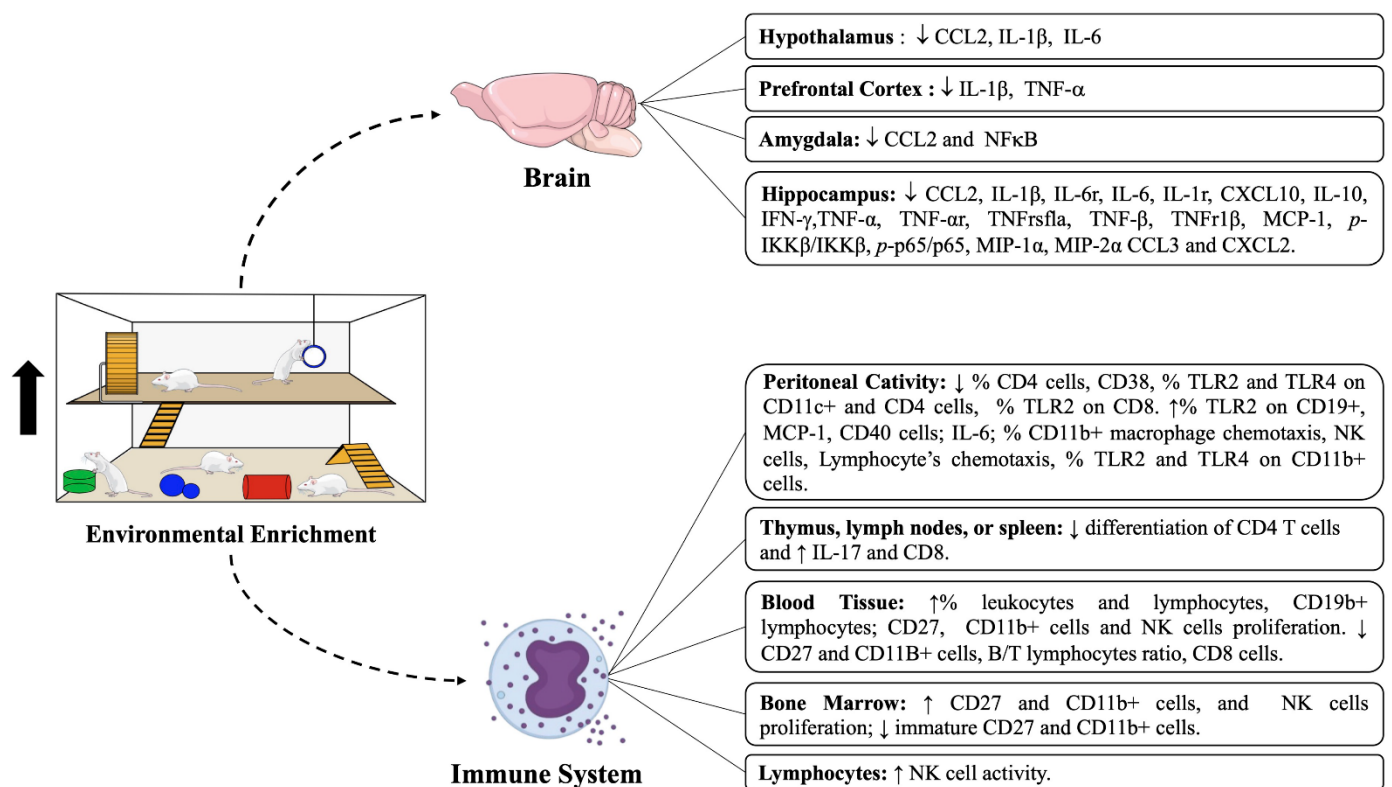 Hypothalamus : ↓ CCL2, IL-1β, IL-6
Prefrontal Cortex : ↓ IL-1β, TNF-α
Amygdala: ↓ CCL2 and NFκB
Brain
Hippocampus: ↓ CCL2, IL-1β, IL-6r, IL-6, IL-1r, CXCL10, IL-10,
IFN-γ,TNF-α, TNF-αr, TNFrsfla, TNF-β, TNFr1β, MCP-1, p-
IKKβ/IKKβ, p-p65/p65, MIP-1α, MIP-2α CCL3 and CXCL2.
Environmental Enrichment
Peritoneal Cativity: ↓ % CD4 cells, CD38, % TLR2 and TLR4 on
CD11c+ and CD4 cells, % TLR2 on CD8. ↑% TLR2 on CD19+,
MCP-1, CD40 cells; IL-6; % CD11b+ macrophage chemotaxis, NK
cells, Lymphocyte’s chemotaxis, % TLR2 and TLR4 on CD11b+
cells.
Thymus, lymph nodes, or spleen: ↓ differentiation of CD4 T cells
and ↑ IL-17 and CD8.
Blood Tissue: ↑% leukocytes and lymphocytes, CD19b+
lymphocytes; CD27, CD11b+ cells and NK cells proliferation. ↓
CD27 and CD11B+ cells, B/T lymphocytes ratio, CD8 cells.
Bone Marrow: ↑ CD27 and CD11b+ cells, and NK cells
proliferation; ↓ immature CD27 and CD11b+ cells.
Immune System
Lymphocytes: ↑ NK cell activity.